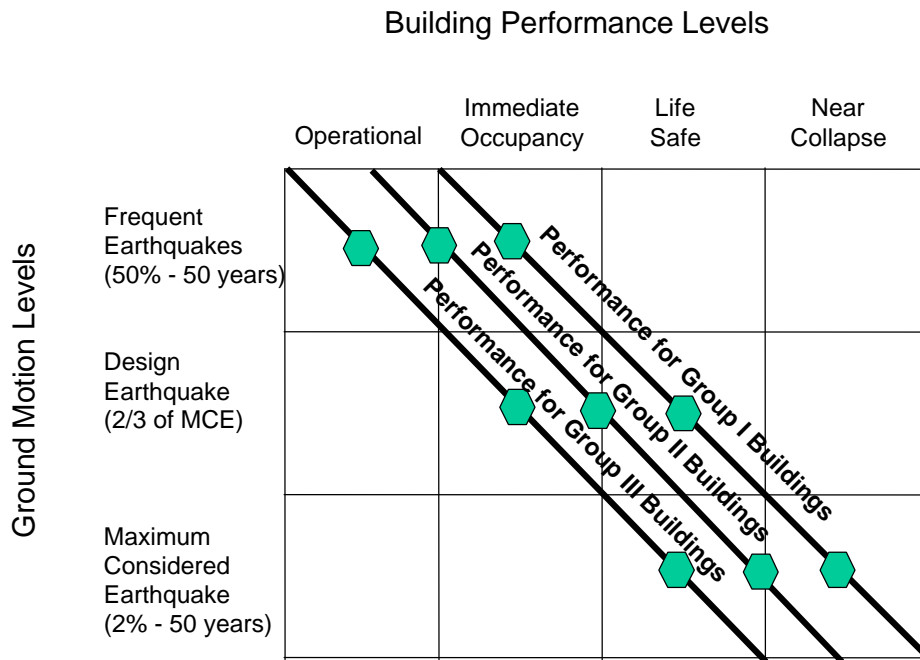 Building Performance Levels
Operational
Immediate
Occupancy
Life
Safe
Near
Collapse
Ground Motion Levels
Frequent
Earthquakes
(50% - 50 years)
Design
Earthquake
(2/3 of MCE)
Maximum
Considered
Earthquake
(2% - 50 years)
Performance for Group I Buildings
Performance for Group II Buildings
Performance for Group III Buildings